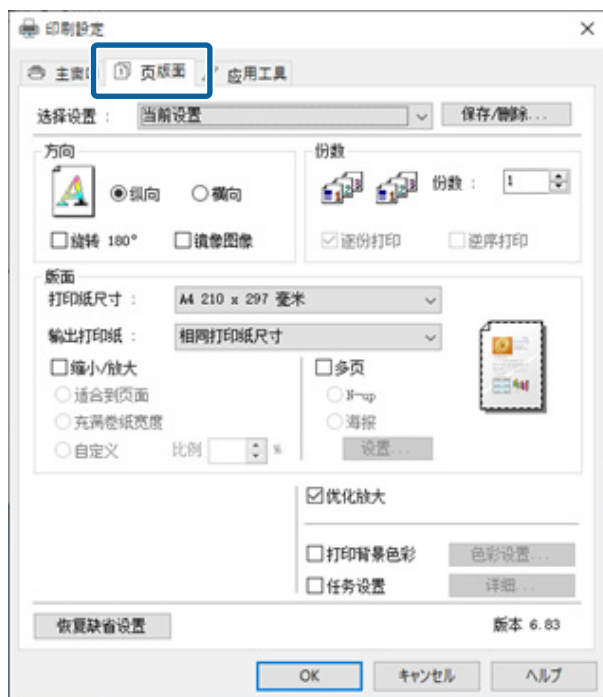 印刷設定
主窗口 页版面 应用工具
选择设置： 当前设置 保存/删除...
方向 份数
纵向 横向 份数： 1
旋转 180° 镜像图像 逐份打印 逆序打印
版面
打印纸尺寸： A4 210 x 297 毫米
输出打印纸： 相同打印纸尺寸
缩小/放大 多页
适合到页面 N-up
充满卷纸宽度 海报
自定义 比例 % 设置...
优化放大
打印背景色彩 色彩设置...
任务设置 详细...
恢复缺省设置 版本 6.83
OK キャンセル ヘルプ